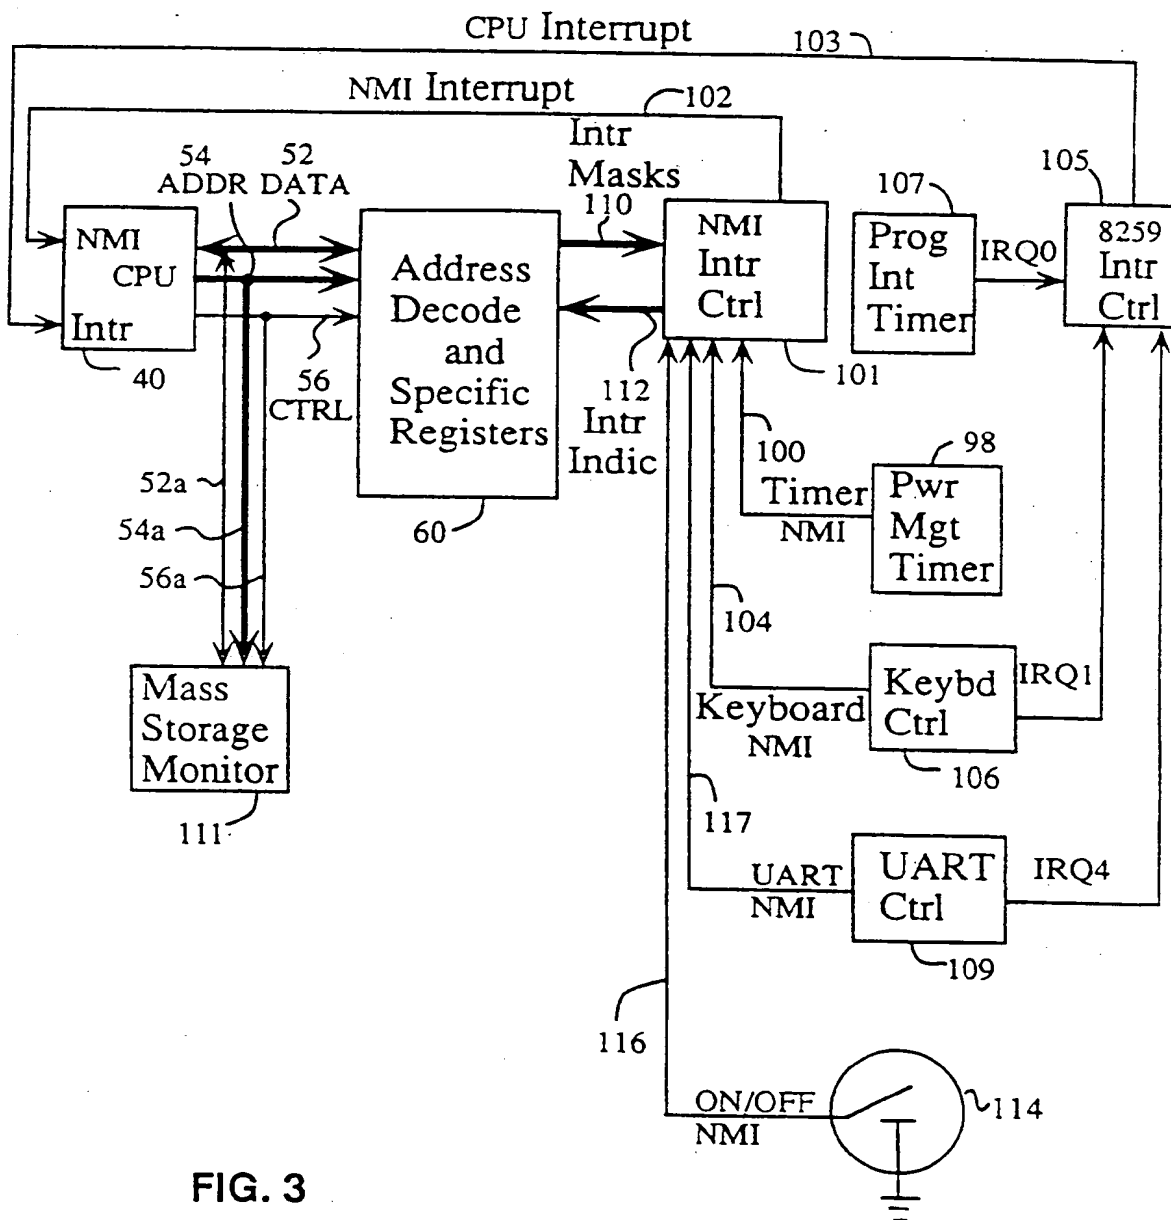 CPU Interrupt
103
NMI Interrupt
102
54
ADDR
52
DATA
Intr
Masks
110
107
105
NMI
CPU
Intr
40
Address
Decode
and
Specific
Registers
60
56
CTRL
NMI
Intr
Ctrl
101
112
Intr
Indic
Prog
Int
Timer
IRQ0
8259
Intr
Ctrl
52a
54a
56a
100
Timer
NMI
98
Pwr
Mgt
Timer
104
Mass
Storage
Monitor
111
Keyboard
NMI
Keybd
Ctrl
106
IRQ1
117
UART
NMI
UART
Ctrl
109
IRQ4
116
ON/OFF
NMI
114
FIG. 3